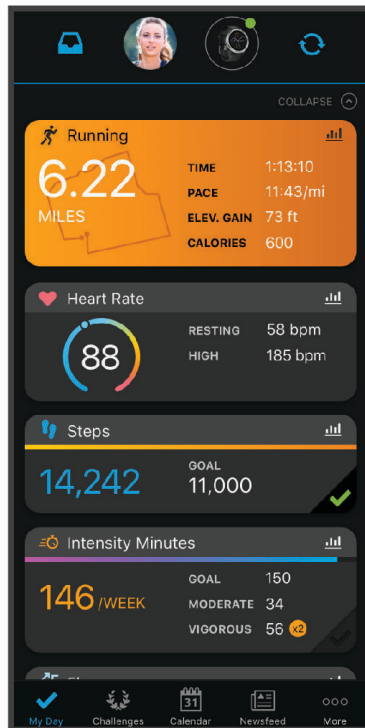 COLLAPSE
Running
6.22
MILES
TIME 1:13:10
PACE 11:43/mi
ELEV. GAIN 73 ft
CALORIES 600
Heart Rate
88
RESTING 58 bpm
HIGH 185 bpm
Steps
14,242
GOAL
11,000
Intensity Minutes
146 /WEEK
GOAL 150
MODERATE 34
VIGOROUS 56 x2
31
My Day Challenges Calendar Newsfeed More